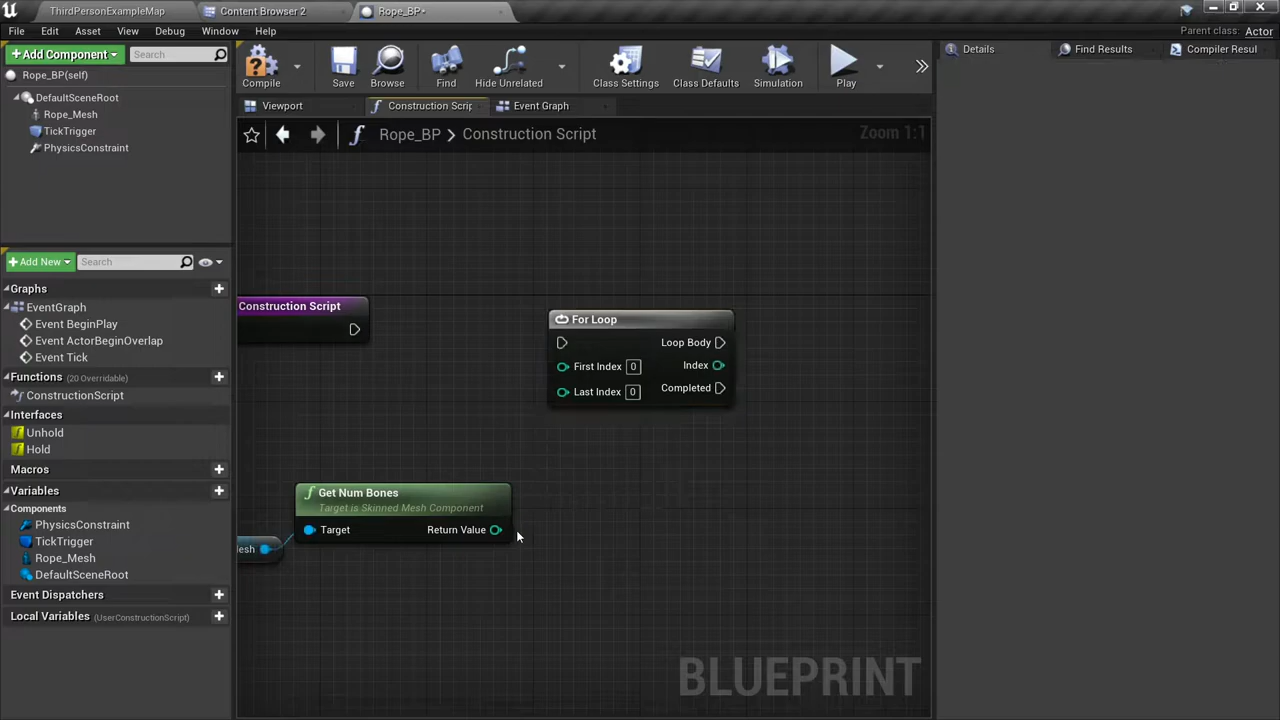 ThirdPersonExampleMap
Content Browser 2
Rope_BP•
File
Edit
Asset
View
Debug
Window
Help
Parent class: Actor
+Add Component
Search
Rope_BP(self)
DefaultSceneRoot
Rope_Mesh
TickTrigger
PhysicsConstraint
Compile
Save
Browse
Find
Hide Unrelated
Class Settings
Class Defaults
Simulation
Play
Details
Find Results
Compiler Resul
Viewport
Construction Scrip
Event Graph
Rope_BP > Construction Script
Zoom 1:1
Construction Script
For Loop
First Index 0
Last Index 0
Loop Body
Index
Completed
Get Num Bones
Target is Skinned Mesh Component
Target
Return Value
Mesh
BLUEPRINT
+Add New
Search
Graphs
EventGraph
Event BeginPlay
Event ActorBeginOverlap
Event Tick
Functions (20 Overridable)
ConstructionScript
Interfaces
Unhold
Hold
Macros
Variables
Components
PhysicsConstraint
TickTrigger
Rope_Mesh
DefaultSceneRoot
Event Dispatchers
Local Variables (UserConstructionScript)